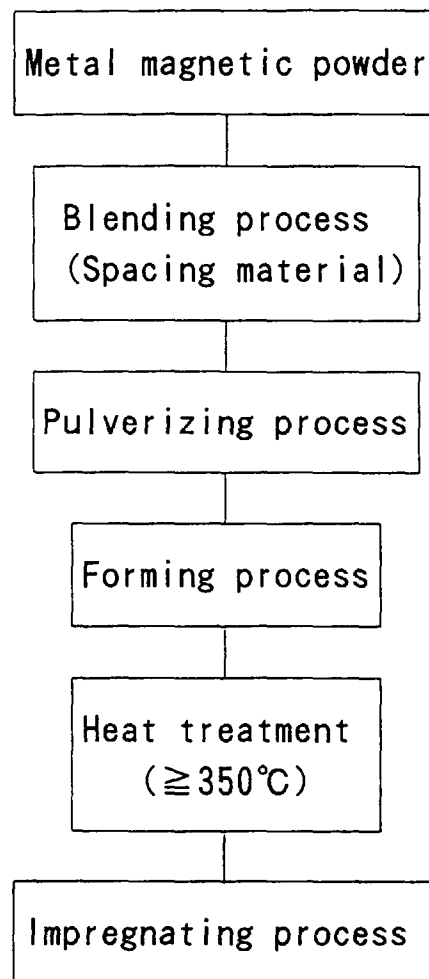 Metal magnetic powder
Blending process
(Spacing material)
Pulverizing process
Forming process
Heat treatment
(≧350℃)
Impregnating process